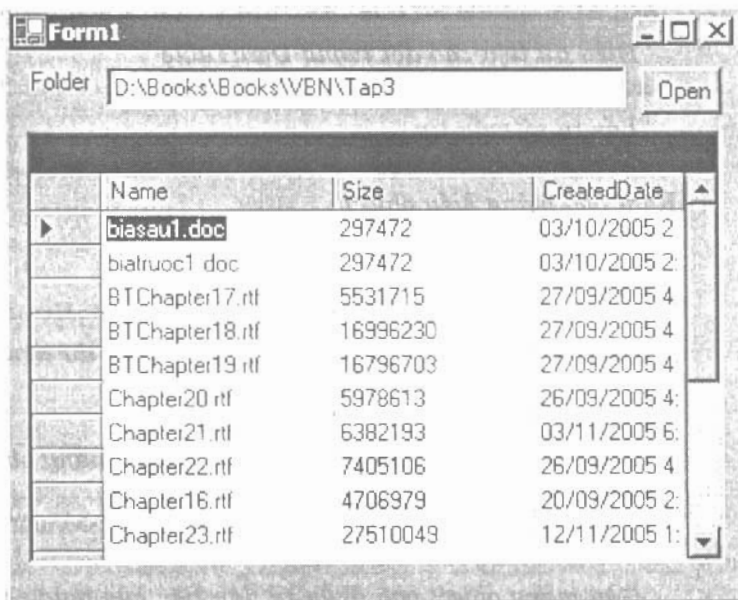 Form1
Folder D:\Books\Books\VBN\Tap3 Open
Name Size CreatedDate
biasau1.doc 297472 03/10/2005 2
biatruoc1.doc 297472 03/10/2005 2:
BTChapter17.rtf 5531715 27/09/2005 4
BTChapter18.rtf 16996230 27/09/2005 4
BTChapter19.rtf 16796703 27/09/2005 4
Chapter20.rtf 5978613 26/09/2005 4:
Chapter21.rtf 6382193 03/11/2005 6:
Chapter22.rtf 7405106 26/09/2005 4
Chapter16.rtf 4706979 20/09/2005 2:
Chapter23.rtf 27510049 12/11/2005 1: